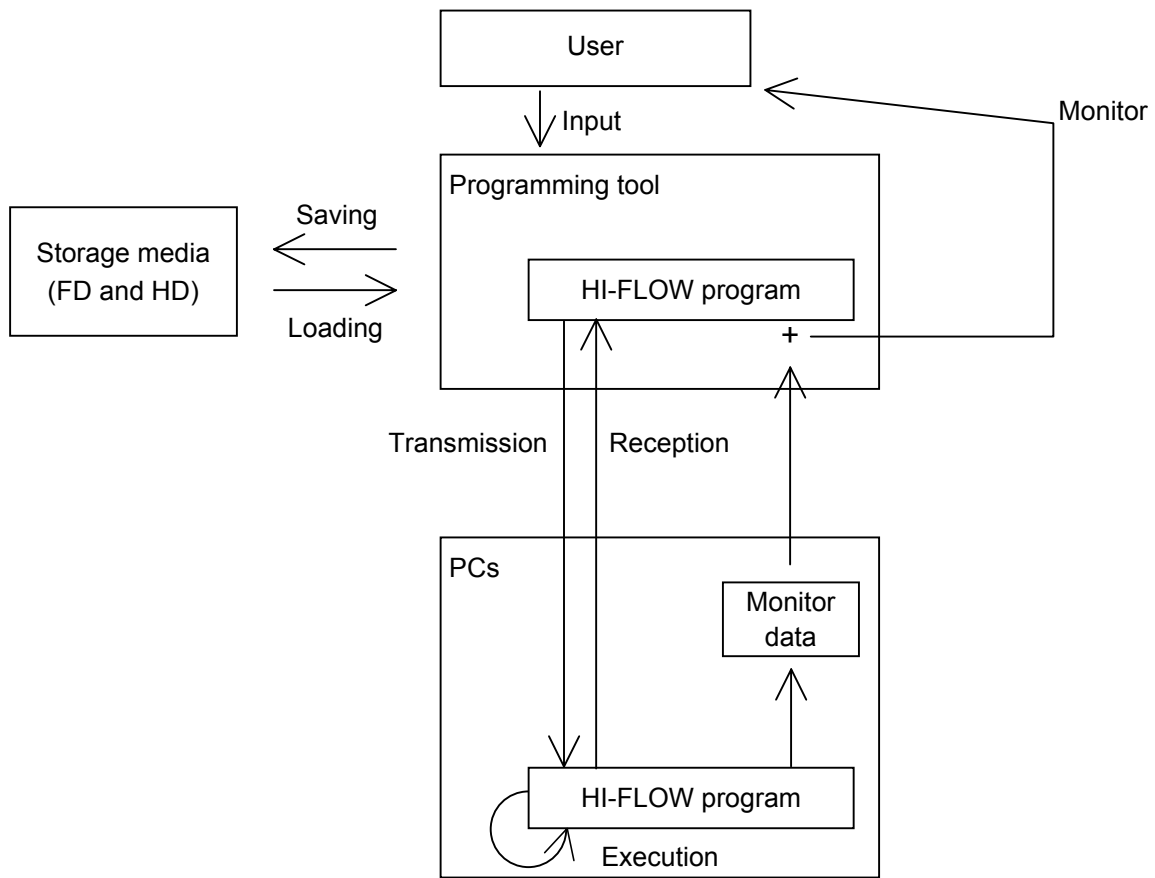 User
Input
Monitor
Programming tool
Saving
Storage media
(FD and HD)
Loading
HI-FLOW program
+
Transmission
Reception
PCs
Monitor
data
HI-FLOW program
Execution